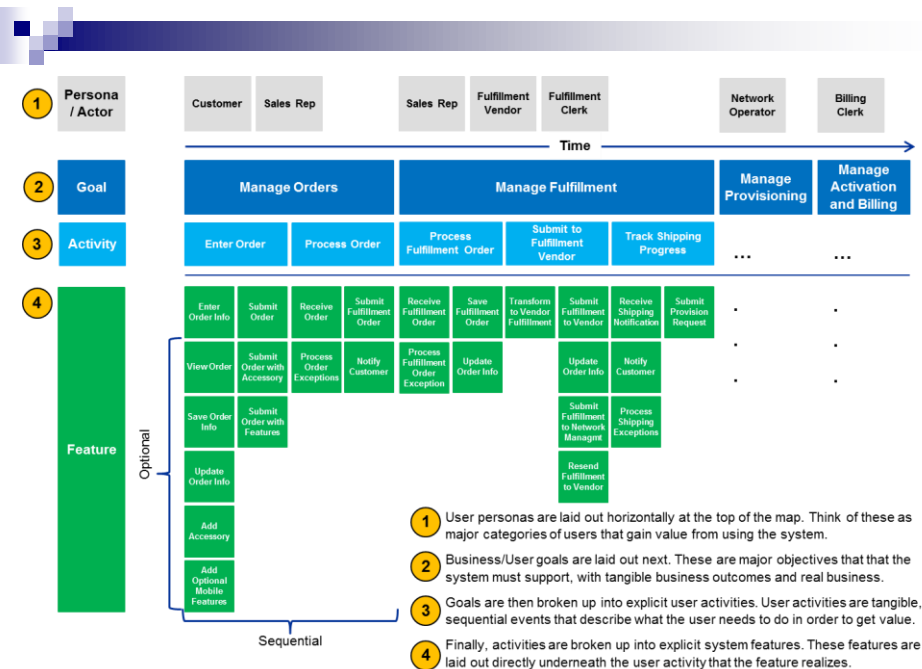 1
Persona
/ Actor
Customer
Sales Rep
Sales Rep
Fulfillment
Vendor
Fulfillment
Clerk
Network
Operator
Billing
Clerk
Time
2
Goal
Manage Orders
Manage Fulfillment
Manage
Provisioning
Manage
Activation
and Billing
3
Activity
Enter Order
Process Order
Process
Fulfillment Order
Submit to
Fulfillment
Vendor
Track Shipping
Progress
...
...
4
Feature
Optional
Enter
Order Info
Submit
Order
Receive
Order
Submit
Fulfillment
Order
Receive
Fulfillment
Order
Save
Fulfillment
Order
Transform
to Vendor
Fulfillment
Submit
Fulfillment
to Vendor
Receive
Shipping
Notification
Submit
Provision
Request
View Order
Submit
Order with
Accessory
Process
Order
Exceptions
Notify
Customer
Process
Fulfillment
Order
Exception
Update
Order Info
Update
Order Info
Notify
Customer
Save Order
Info
Submit
Order with
Features
Submit
Fulfillment
to Network
Managmt
Process
Shipping
Exceptions
Update
Order Info
Resend
Fulfillment
to Vendor
Add
Accessory
Add
Optional
Mobile
Features
Sequential
1 User personas are laid out horizontally at the top of the map. Think of these as
major categories of users that gain value from using the system.
2 Business/User goals are laid out next. These are major objectives that that the
system must support, with tangible business outcomes and real business.
3 Goals are then broken up into explicit user activities. User activities are tangible,
sequential events that describe what the user needs to do in order to get value.
4 Finally, activities are broken up into explicit system features. These features are
laid out directly underneath the user activity that the feature realizes.